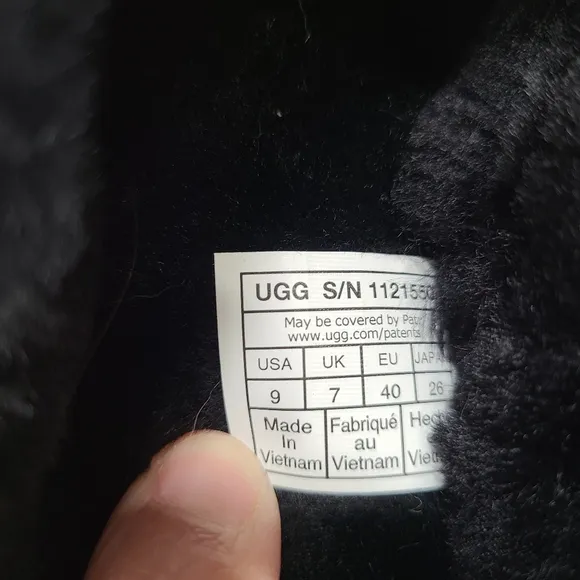 UGG S/N 112155
May be covered by
www.ugg.com/patents
USA UK EU JAPA
9 7 40 26
Made Fabriqué
In au
Vietnam Vietnam